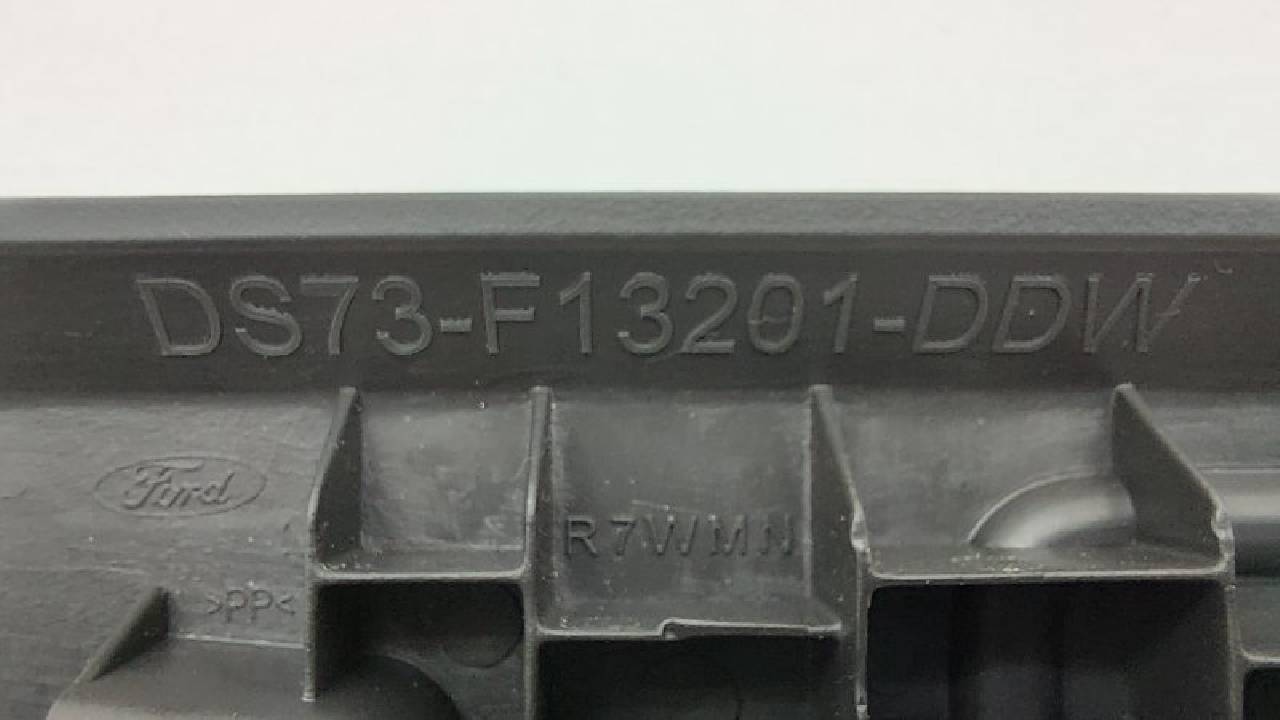 DS73-F13201-DDW
Ford
R7WMN
>PP<